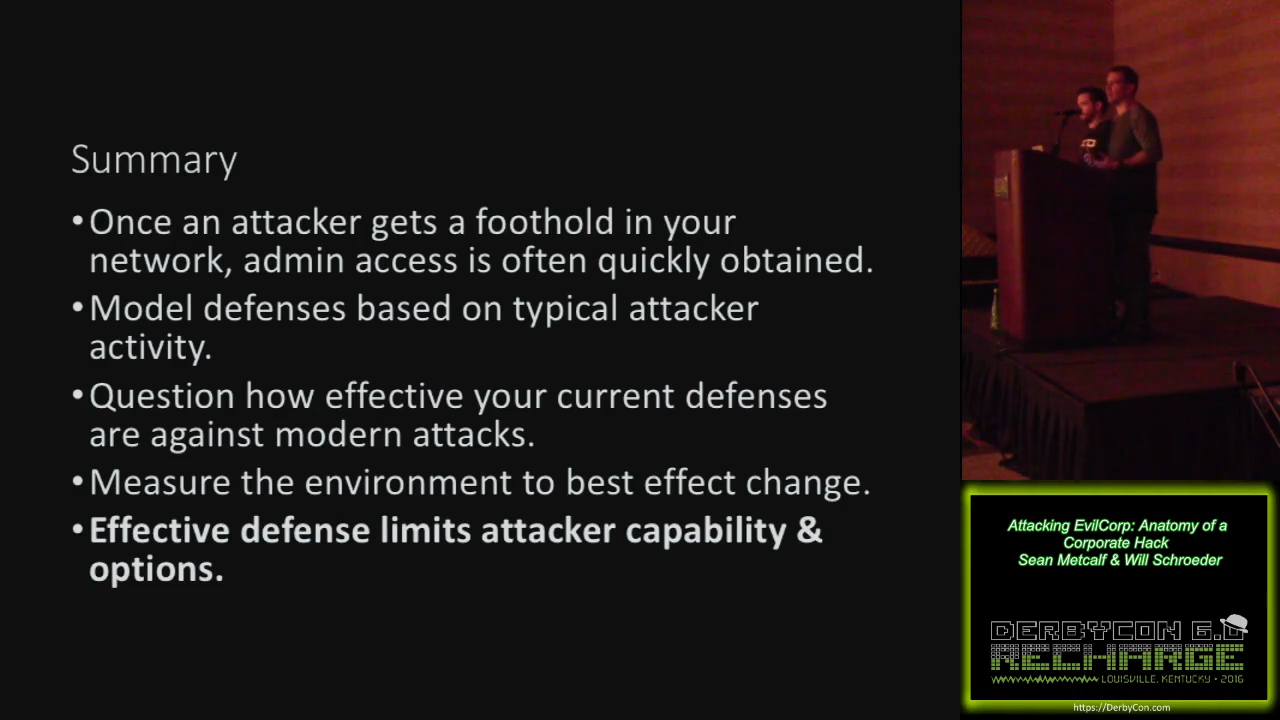 Summary
• Once an attacker gets a foothold in your
network, admin access is often quickly obtained.
• Model defenses based on typical attacker
activity.
• Question how effective your current defenses
are against modern attacks.
• Measure the environment to best effect change.
• Effective defense limits attacker capability &
options.
Attacking EvilCorp: Anatomy of a
Corporate Hack
Sean Metcalf & Will Schroeder
DERBYCON 6.0
RECHARGE
LOUISVILLE, KENTUCKY • 2016
https://DerbyCon.com